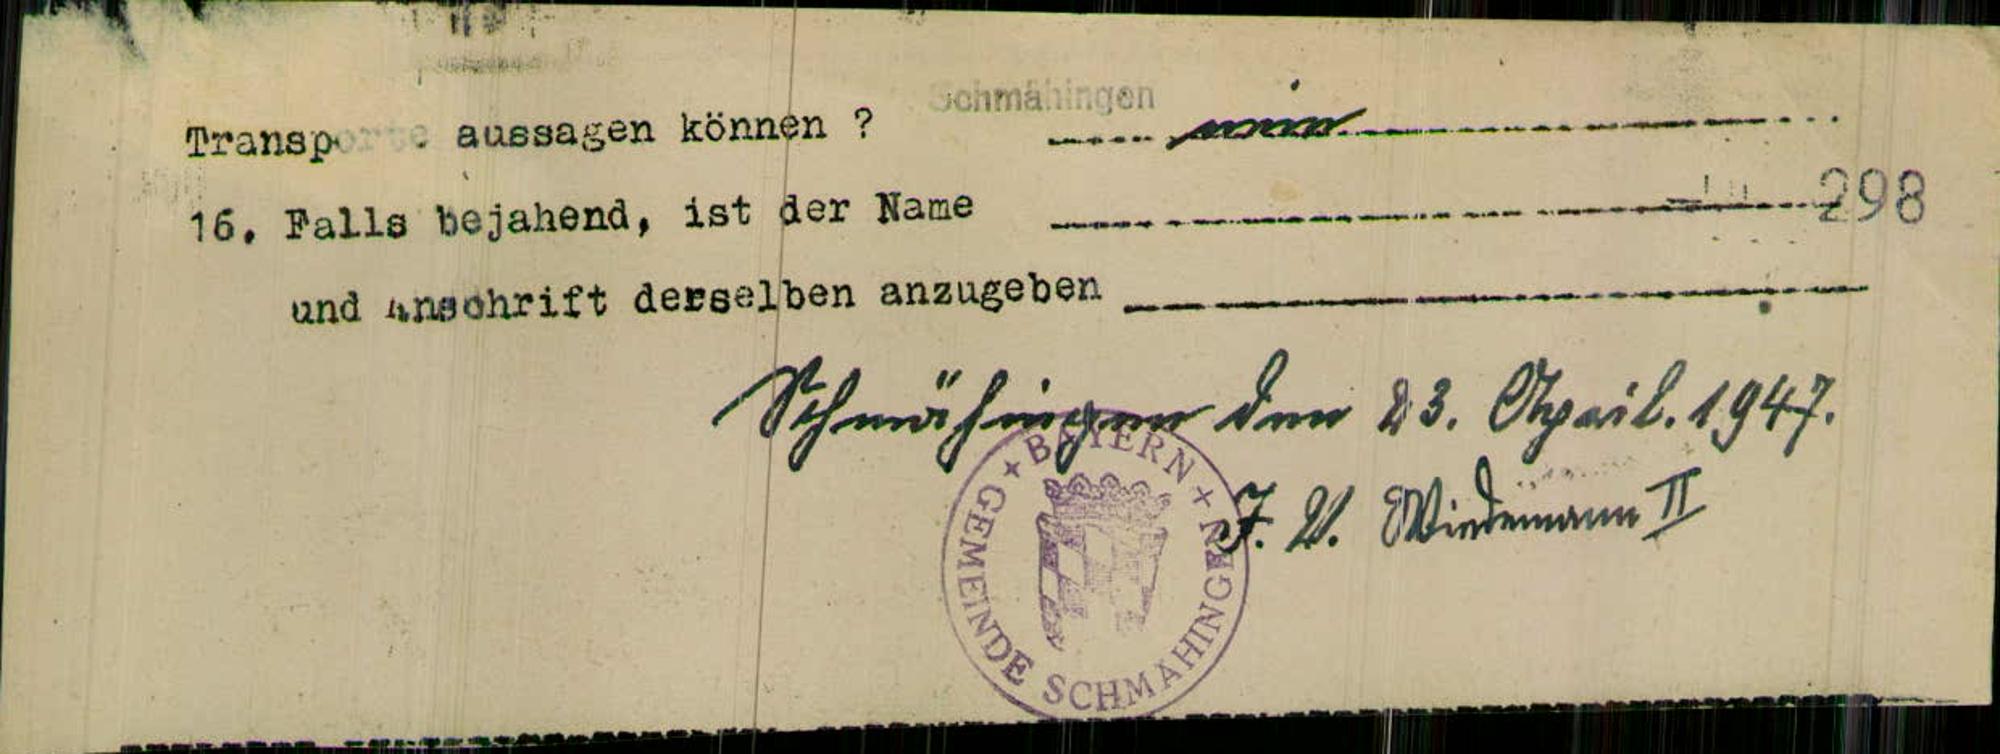 Schmähingen
Transporte aussagen können ? nein
298
16. Falls bejahend, ist der Name
und Anschrift derselben anzugeben
Schmähingen den 23. April. 1947.
I. V. Wiedemann II
+ BAYERN +
GEMEINDE SCHMÄHINGEN